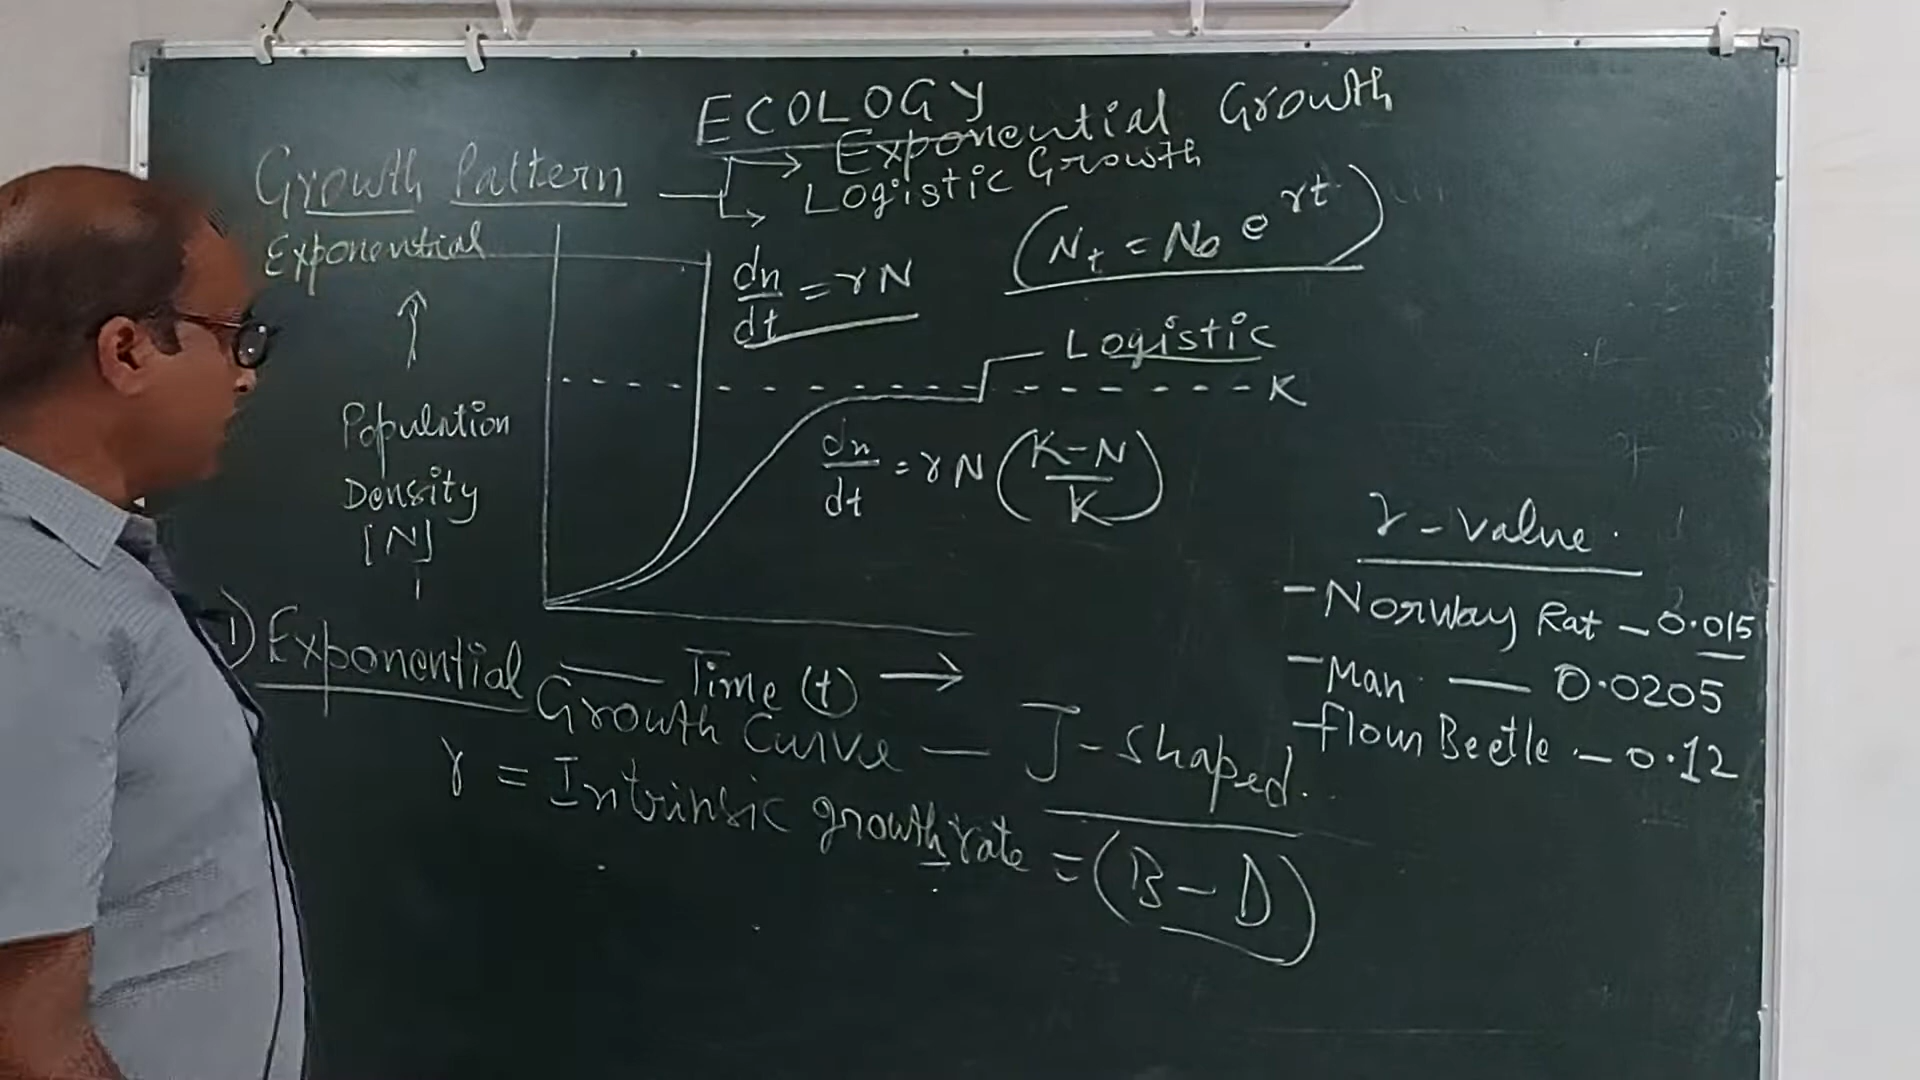 ECOLOGY
Growth Pattern
Exponential Growth
Logistic Growth
Exponential
dn/dt = rN
(Nt = No e^rt)
Logistic
K
Population
Density
[N]
dn/dt = rN (K-N/K)
Time (t)
r - value
- Norway Rat - 0.015
- Man - 0.0205
- flour Beetle - 0.12
1) Exponential
Growth Curve - J-shaped.
r = Intrinsic growth rate = (B - D)